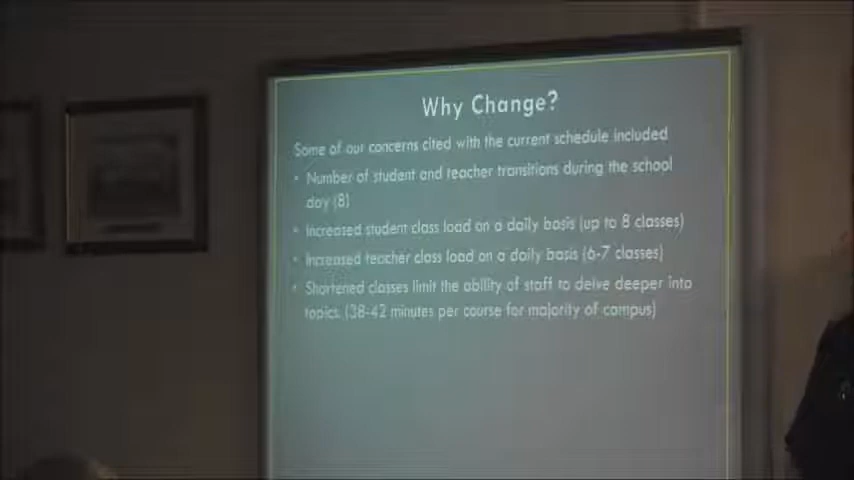 Why Change?
Some of our concerns cited with the current schedule included
• Number of student and teacher transitions during the school
day (8)
• Increased student class load on a daily basis (up to 8 classes)
• Increased teacher class load on a daily basis (6-7 classes)
• Shortened classes limit the ability of staff to delve deeper into
topics. (38-42 minutes per course for majority of campus)